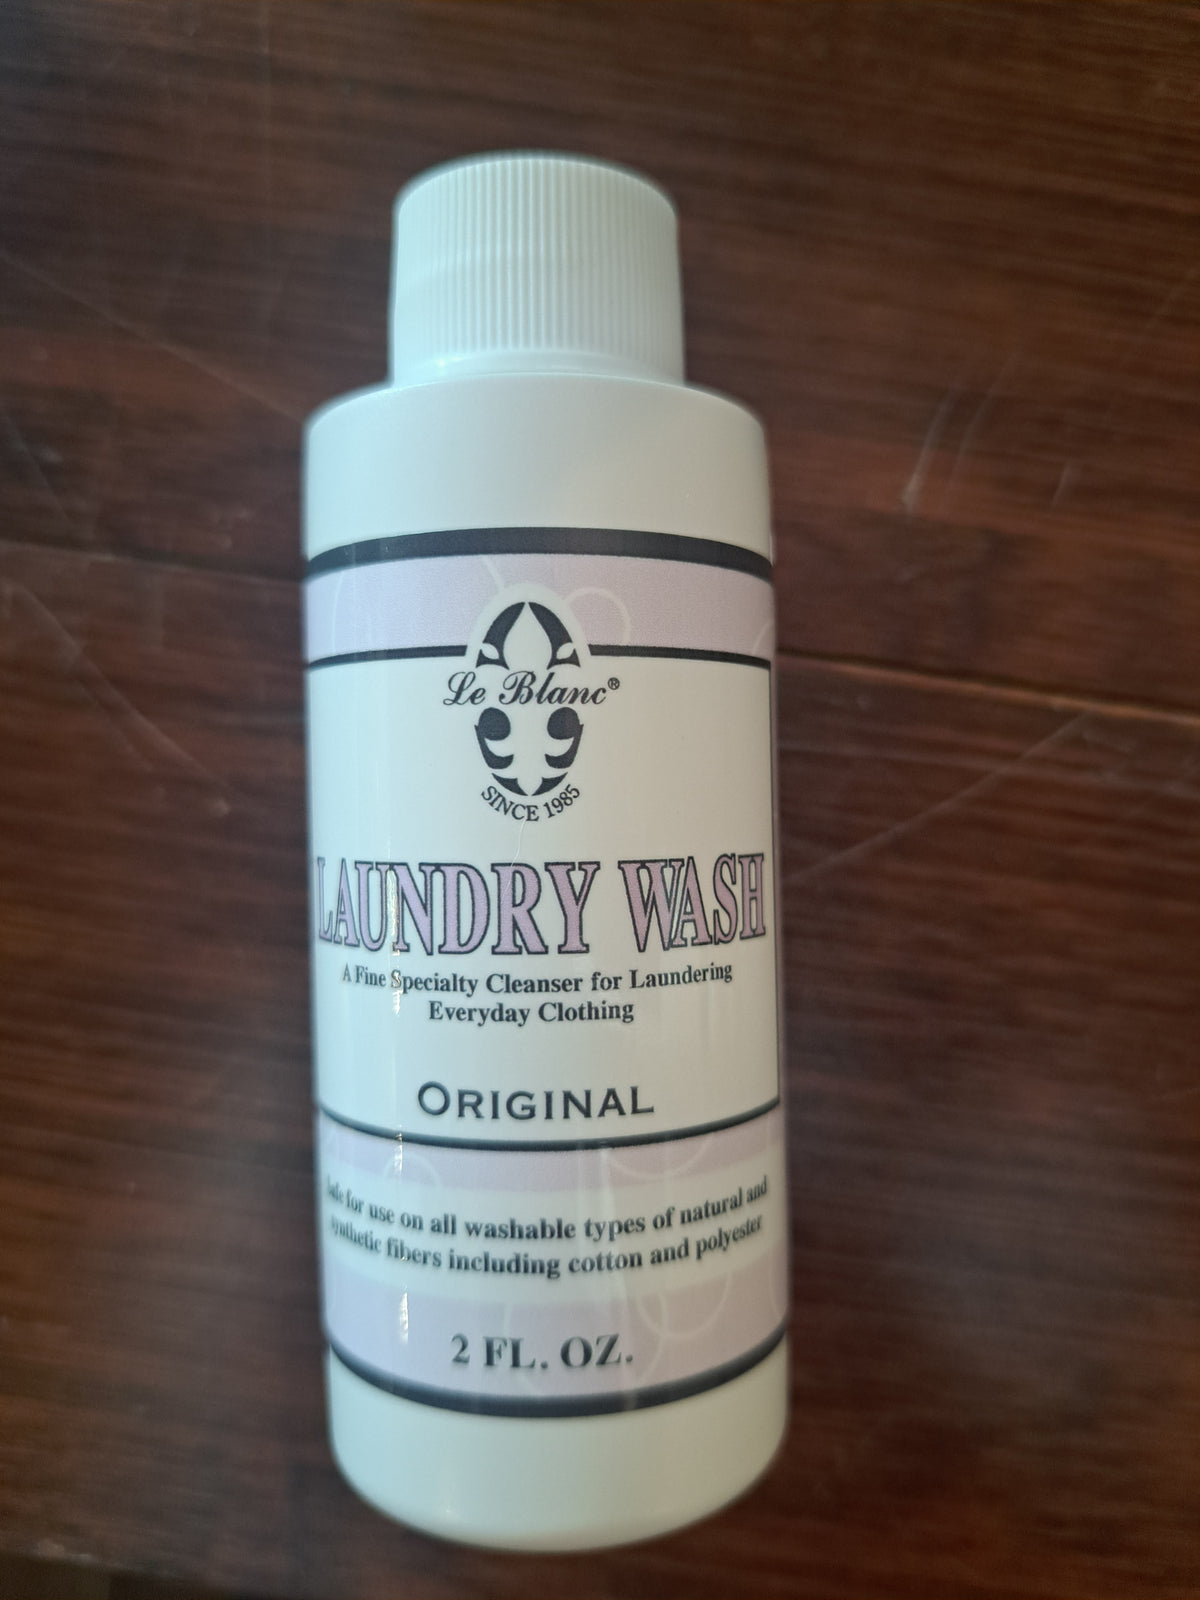 Le Blanc®
SINCE 1985
LAUNDRY WASH
A Fine Specialty Cleanser for Laundering
Everyday Clothing
ORIGINAL
Safe for use on all washable types of natural and
synthetic fibers including cotton and polyester
2 FL. OZ.